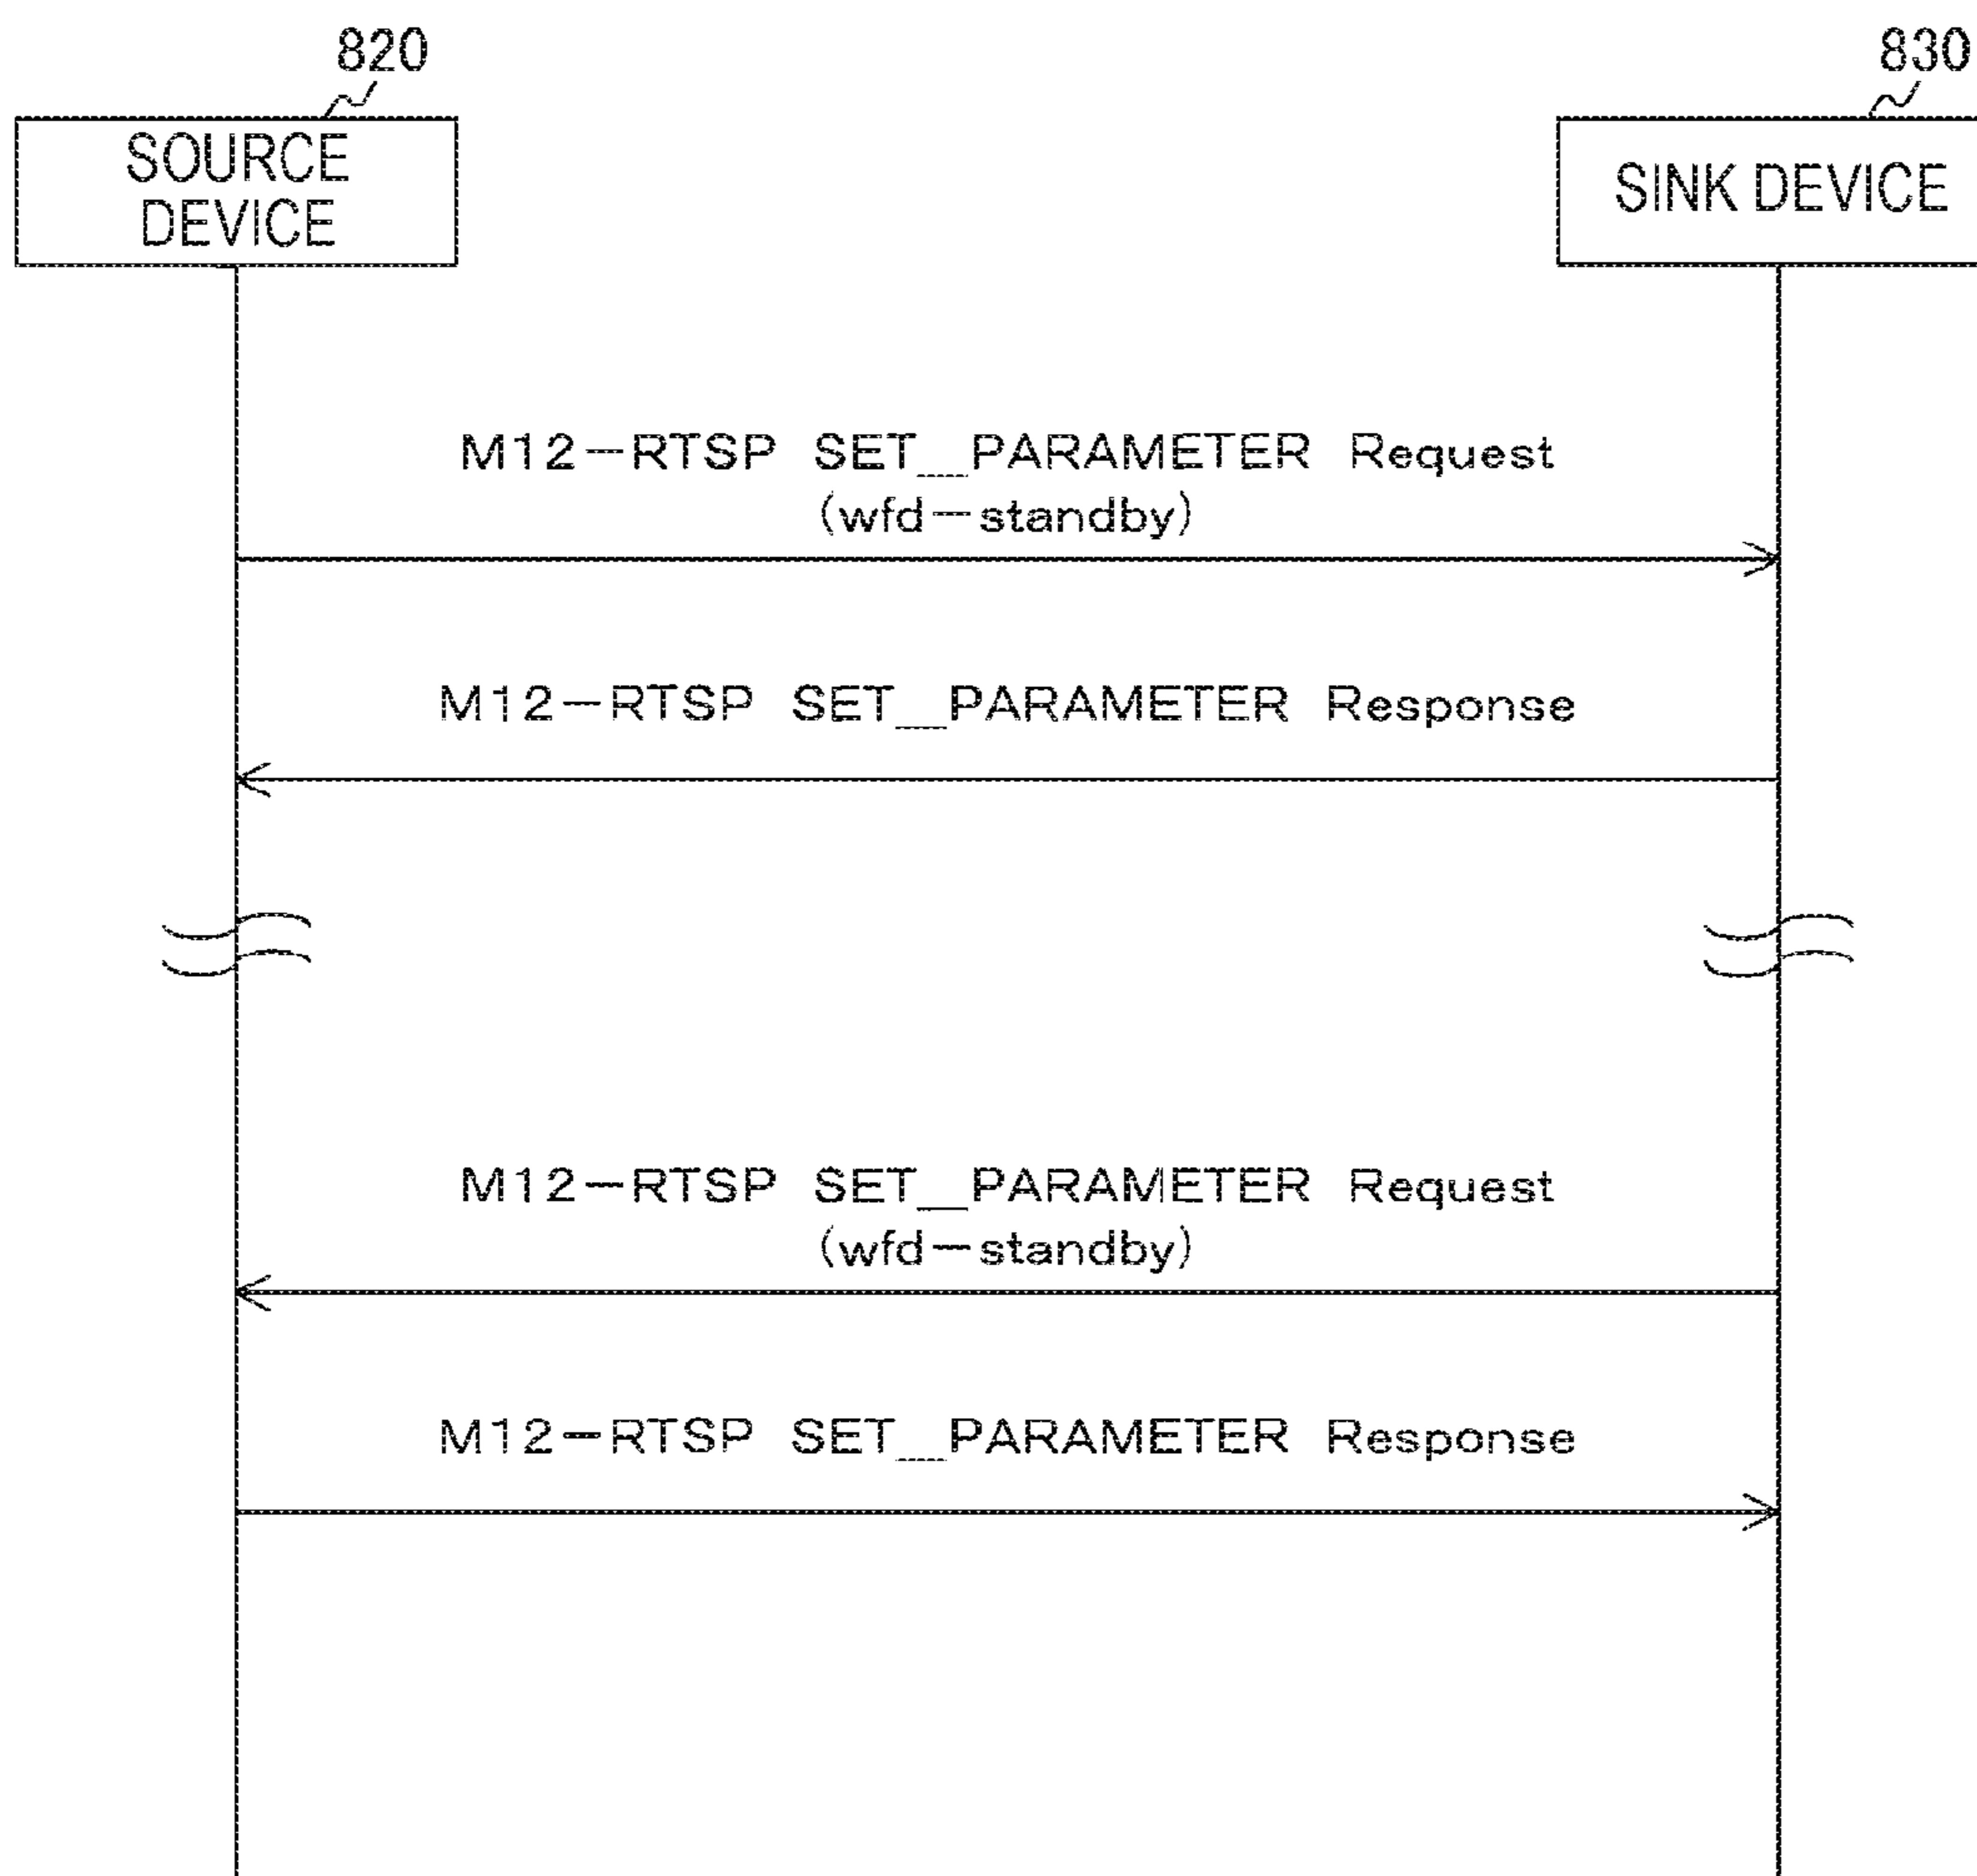 820
830
SOURCE
DEVICE
SINK DEVICE
M12-RTSP SET_PARAMETER Request
(wfd-standby)
M12-RTSP SET_PARAMETER Response
M12-RTSP SET_PARAMETER Request
(wfd-standby)
M12-RTSP SET_PARAMETER Response